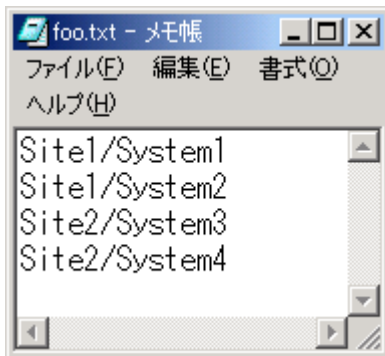 foo.txt - メモ帳
ファイル(F) 編集(E) 書式(O)
ヘルプ(H)
Site1/System1
Site1/System2
Site2/System3
Site2/System4